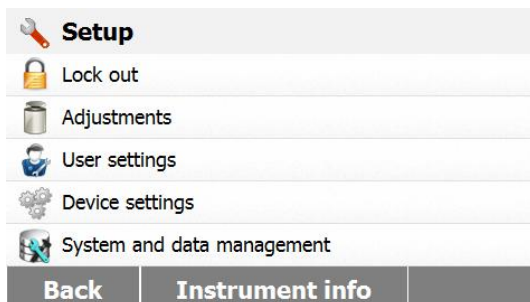 Setup
Lock out
Adjustments
User settings
Device settings
System and data management
Back Instrument info